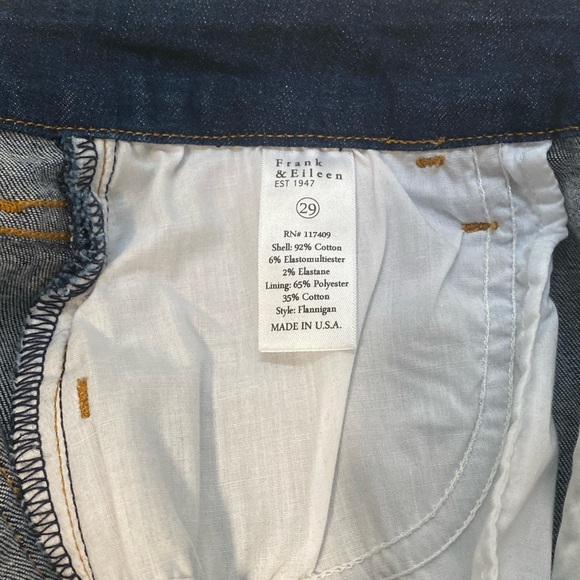 Frank
& Eileen
EST 1947
29
RN# 117409
Shell: 92% Cotton
6% Elastomultiester
2% Elastane
Lining: 65% Polyester
35% Cotton
Style: Flannigan
MADE IN U.S.A.